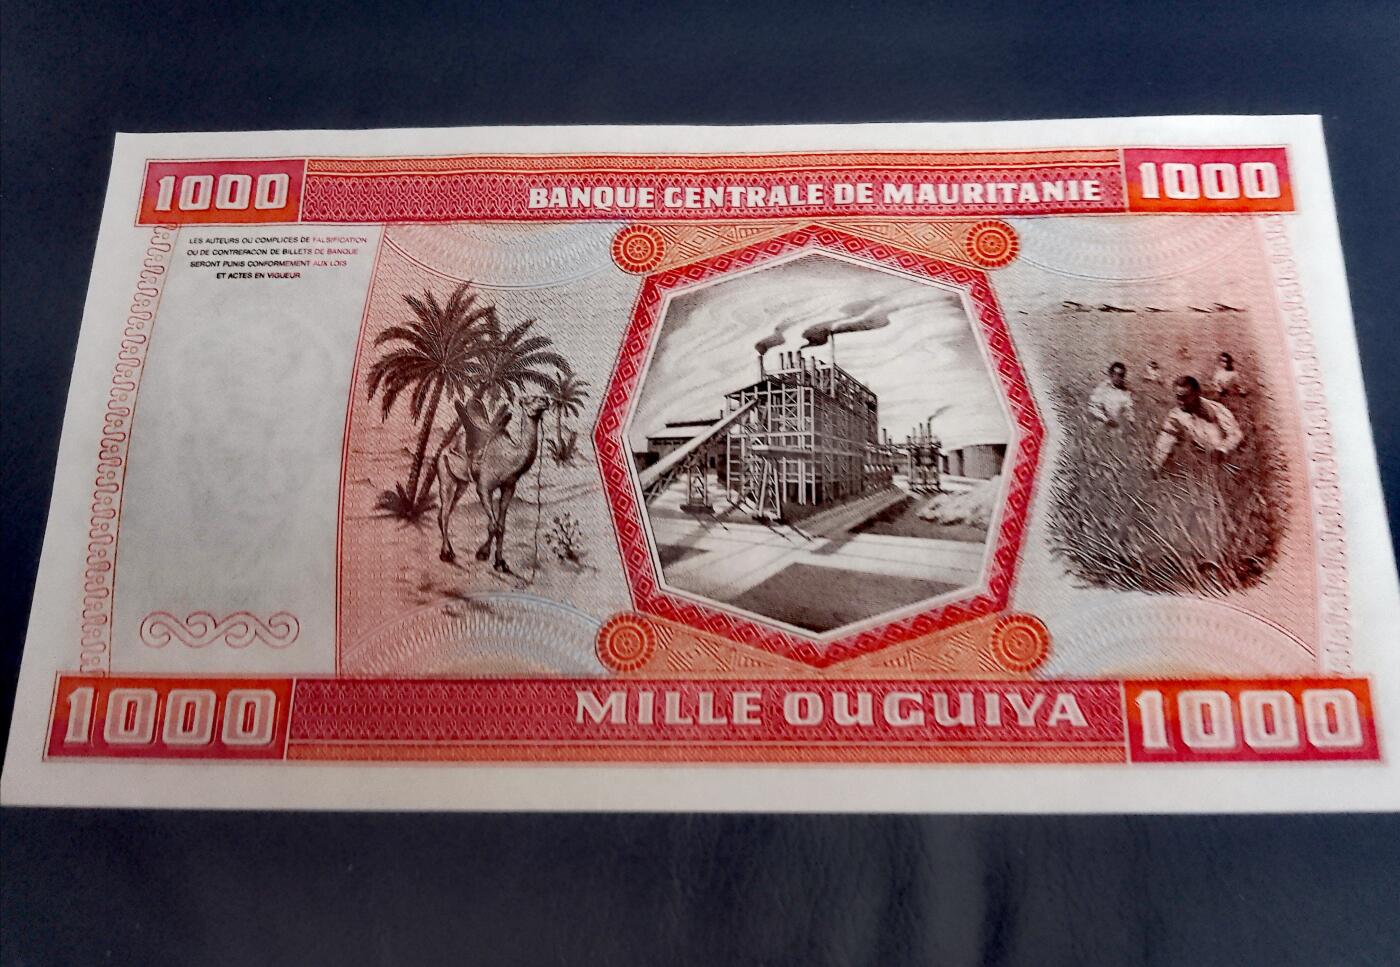 1000
BANQUE CENTRALE DE MAURITANIE
1000
LES AUTEURS OU COMPLICES DE FALSIFICATION
OU DE CONTREFACON DE BILLETS DE BANQUE
SERONT PUNIS CONFORMEMENT AUX LOIS
ET ACTES EN VIGUEUR
1000
MILLE OUGUIYA
1000